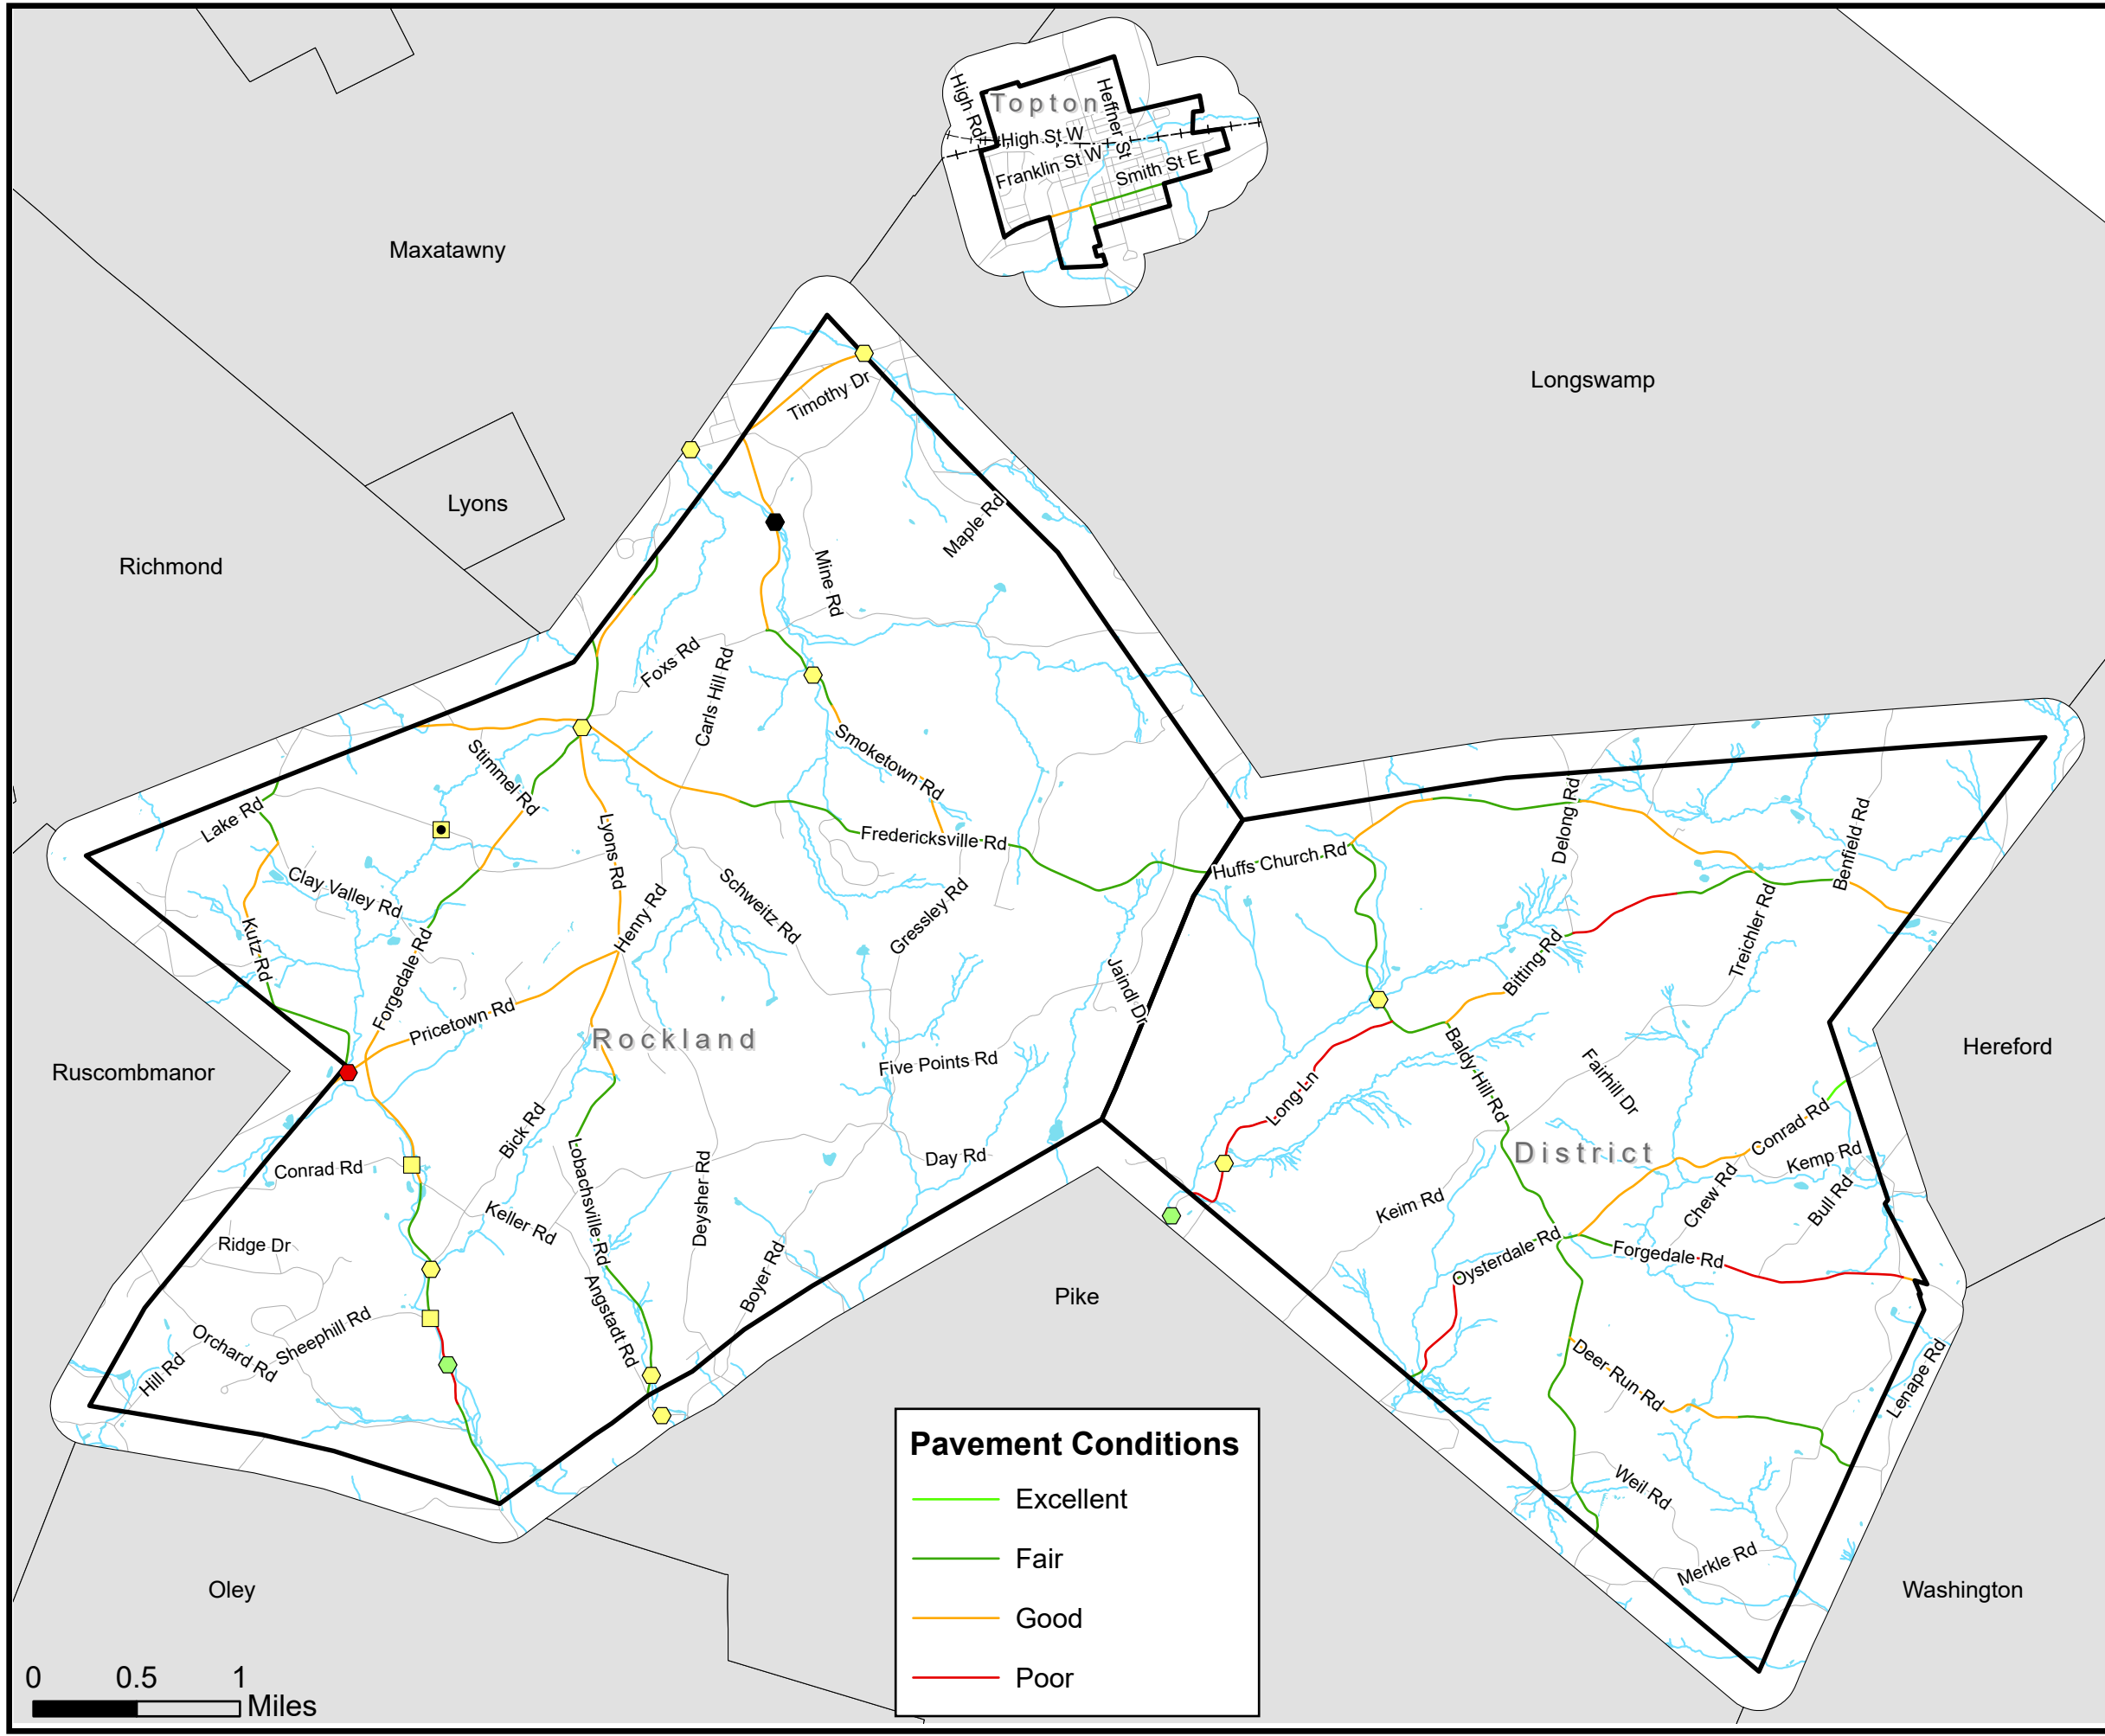 High Rd
Topton
Heffner St
High St W
Franklin St W
Smith St E
Maxatawny
Longswamp
Timothy Dr
Lyons
Maple Rd
Richmond
Mine Rd
Foxs Rd
Carls Hill Rd
Stimmel Rd
Smoketown Rd
Lake Rd
Delong Rd
Benfield Rd
Lyons Rd
Fredericksville Rd
Huffs Church Rd
Clay Valley Rd
Schweitz Rd
Henry Rd
Gressley Rd
Treichler Rd
Kutz Rd
Forgedale Rd
Bitting Rd
Jaindl Dr
Pricetown Rd
Rockland
Ruscombmanor
Five Points Rd
Long Ln
Baldy Hill Rd
Fairhill Dr
Hereford
Bick Rd
Conrad Rd
District
Conrad Rd
Day Rd
Kemp Rd
Lobachsville Rd
Deysher Rd
Keller Rd
Keim Rd
Chew Rd
Bull Rd
Ridge Dr
Oysterdale Rd
Forgedale Rd
Boyer Rd
Pike
Angstadt Rd
Sheephill Rd
Orchard Rd
Hill Rd
Deer Run Rd
Lenape Rd
Pavement Conditions
Excellent
Fair
Good
Poor
Weil Rd
Merkle Rd
Oley
Washington
0 0.5 1
Miles